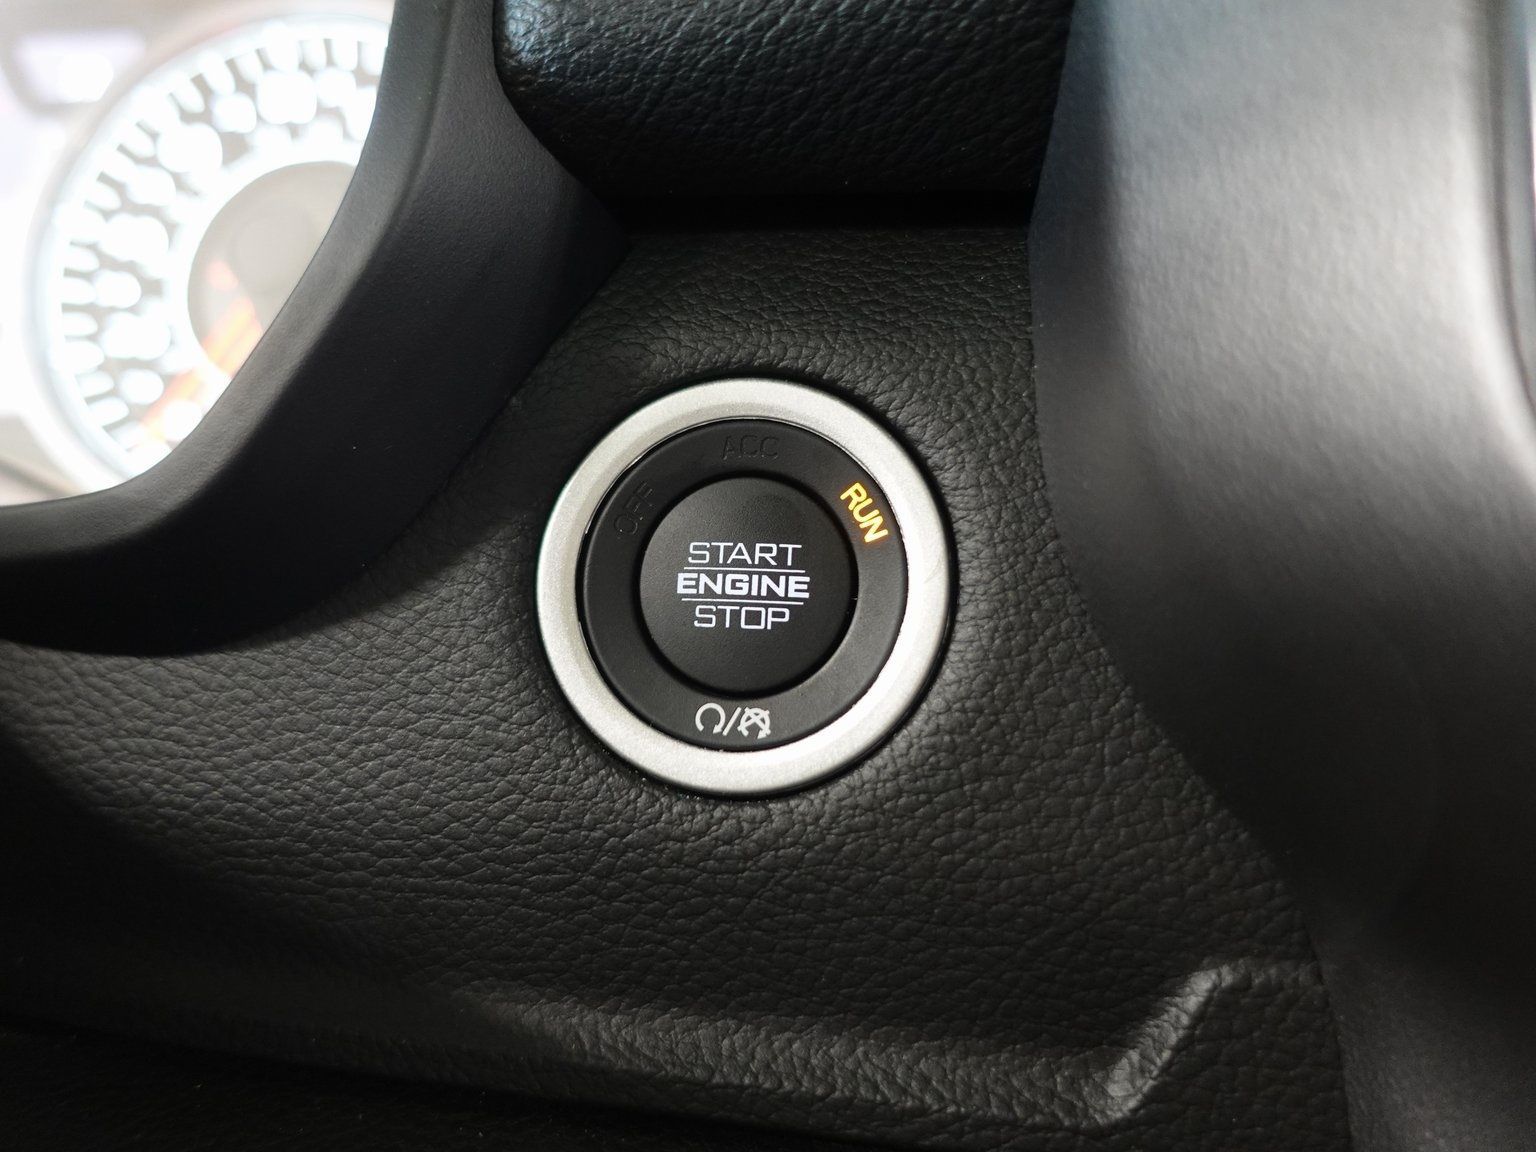 ACC
OFF
RUN
START
ENGINE
STOP